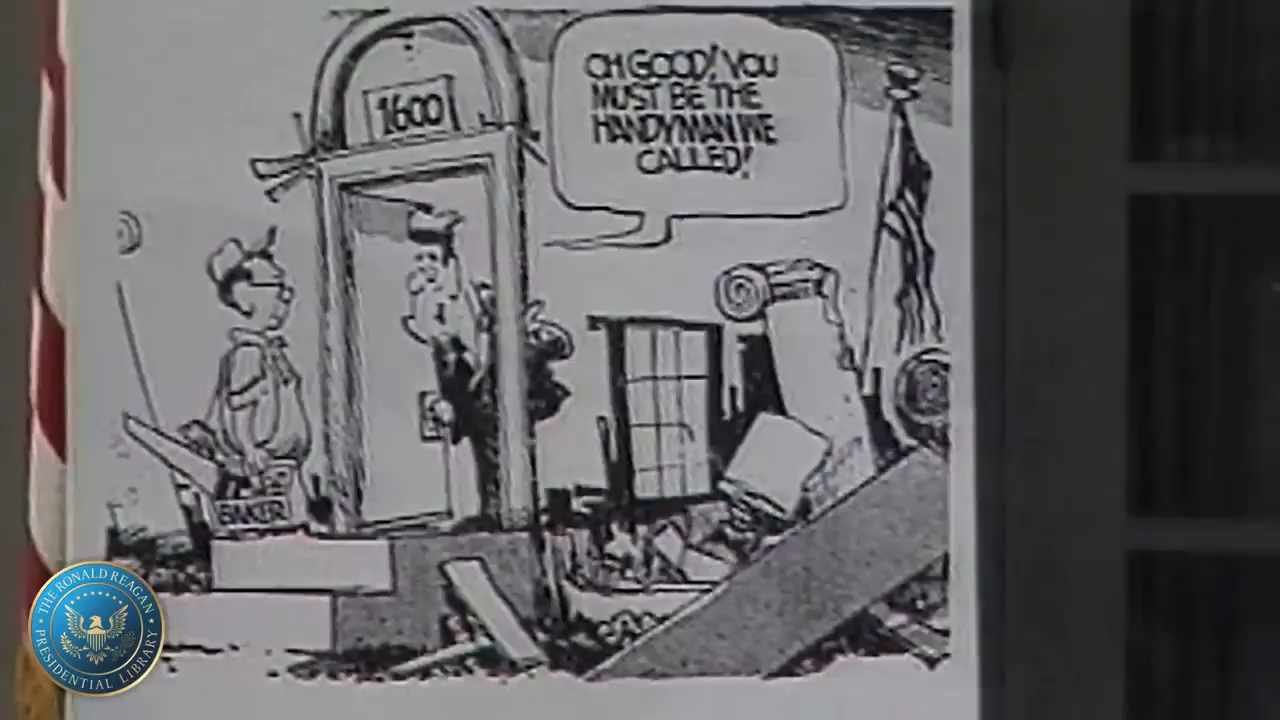 1600
OH GOOD! YOU
MUST BE THE
HANDYMAN WE
CALLED!
BAKER
THE RONALD REAGAN
PRESIDENTIAL LIBRARY